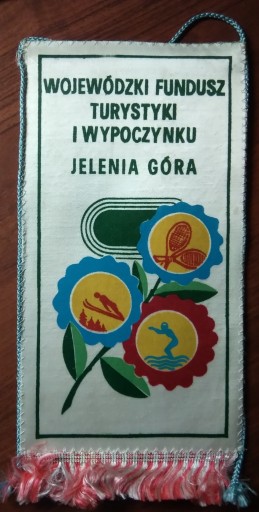 WOJEWÓDZKI FUNDUSZ
TURYSTYKI
I WYPOCZYNKU
JELENIA GÓRA